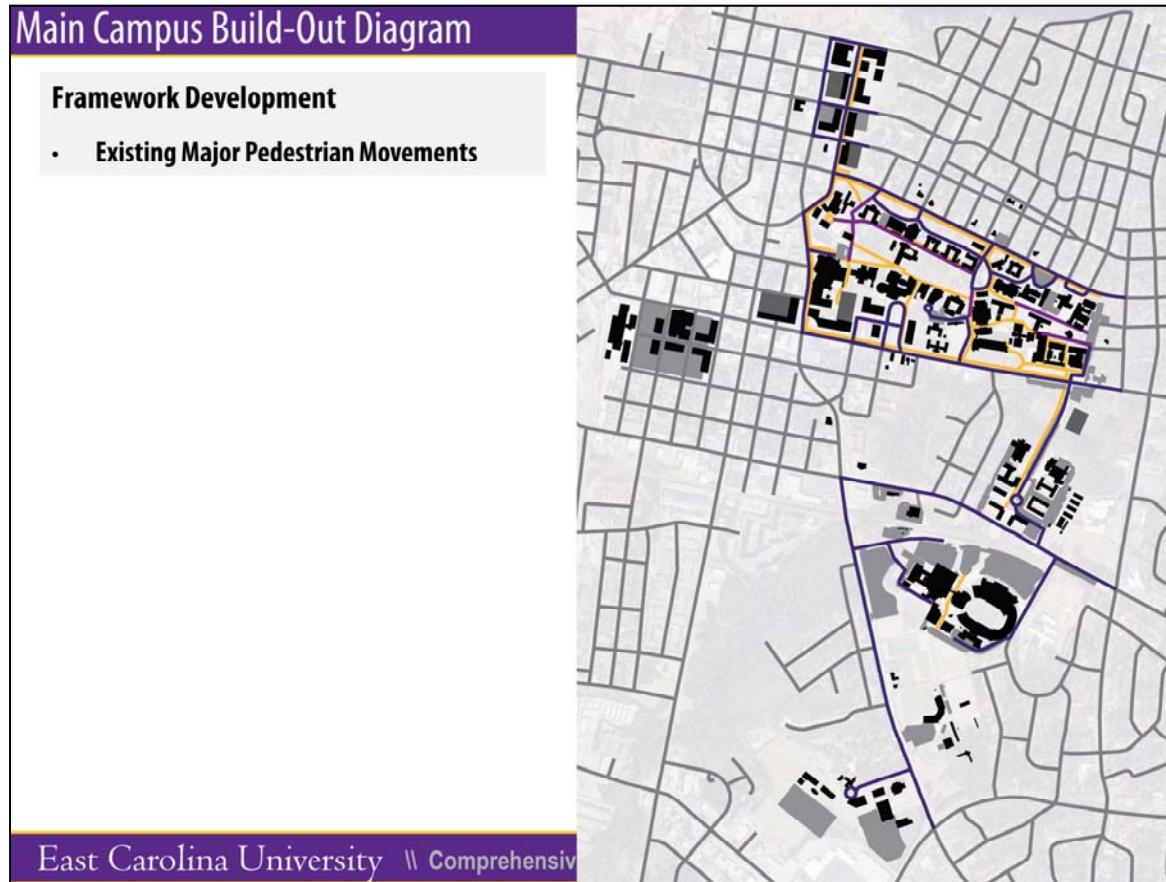 Main Campus Build-Out Diagram
Framework Development
• Existing Major Pedestrian Movements
East Carolina University \\ Comprehensiv